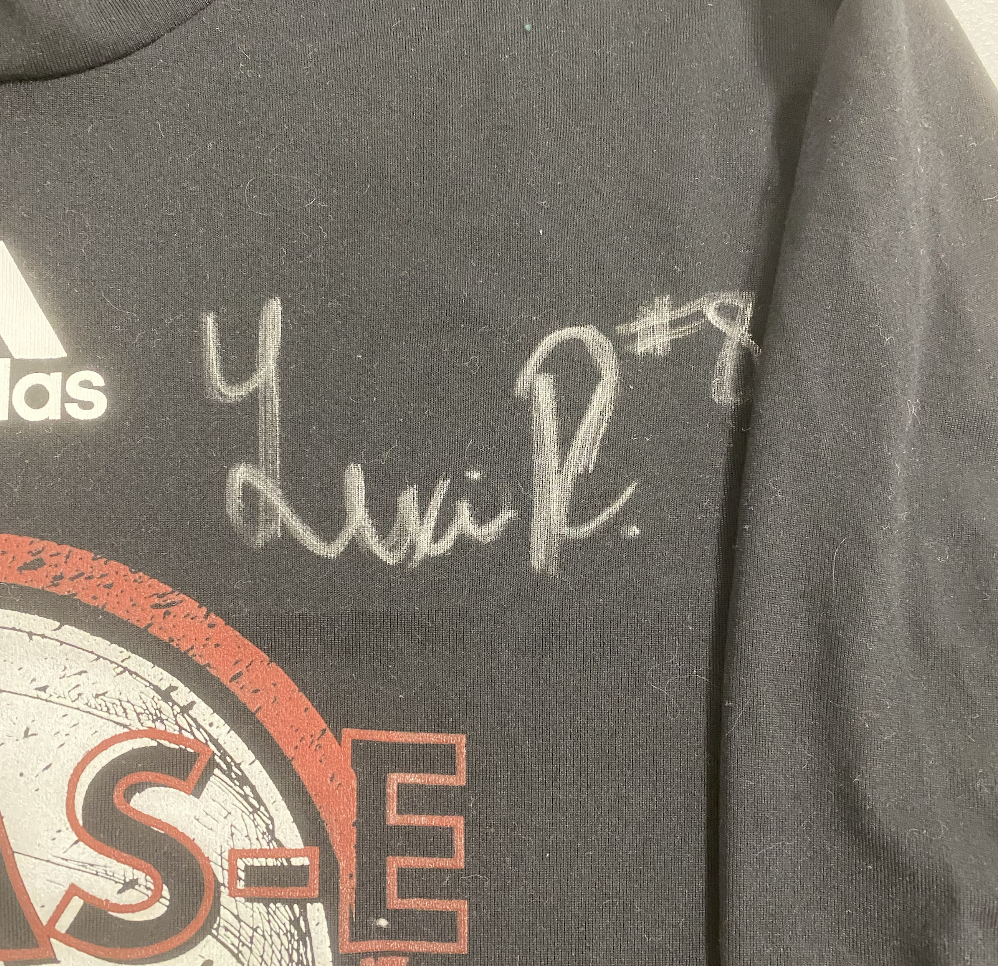 das
Lexi R. #8
AS-E